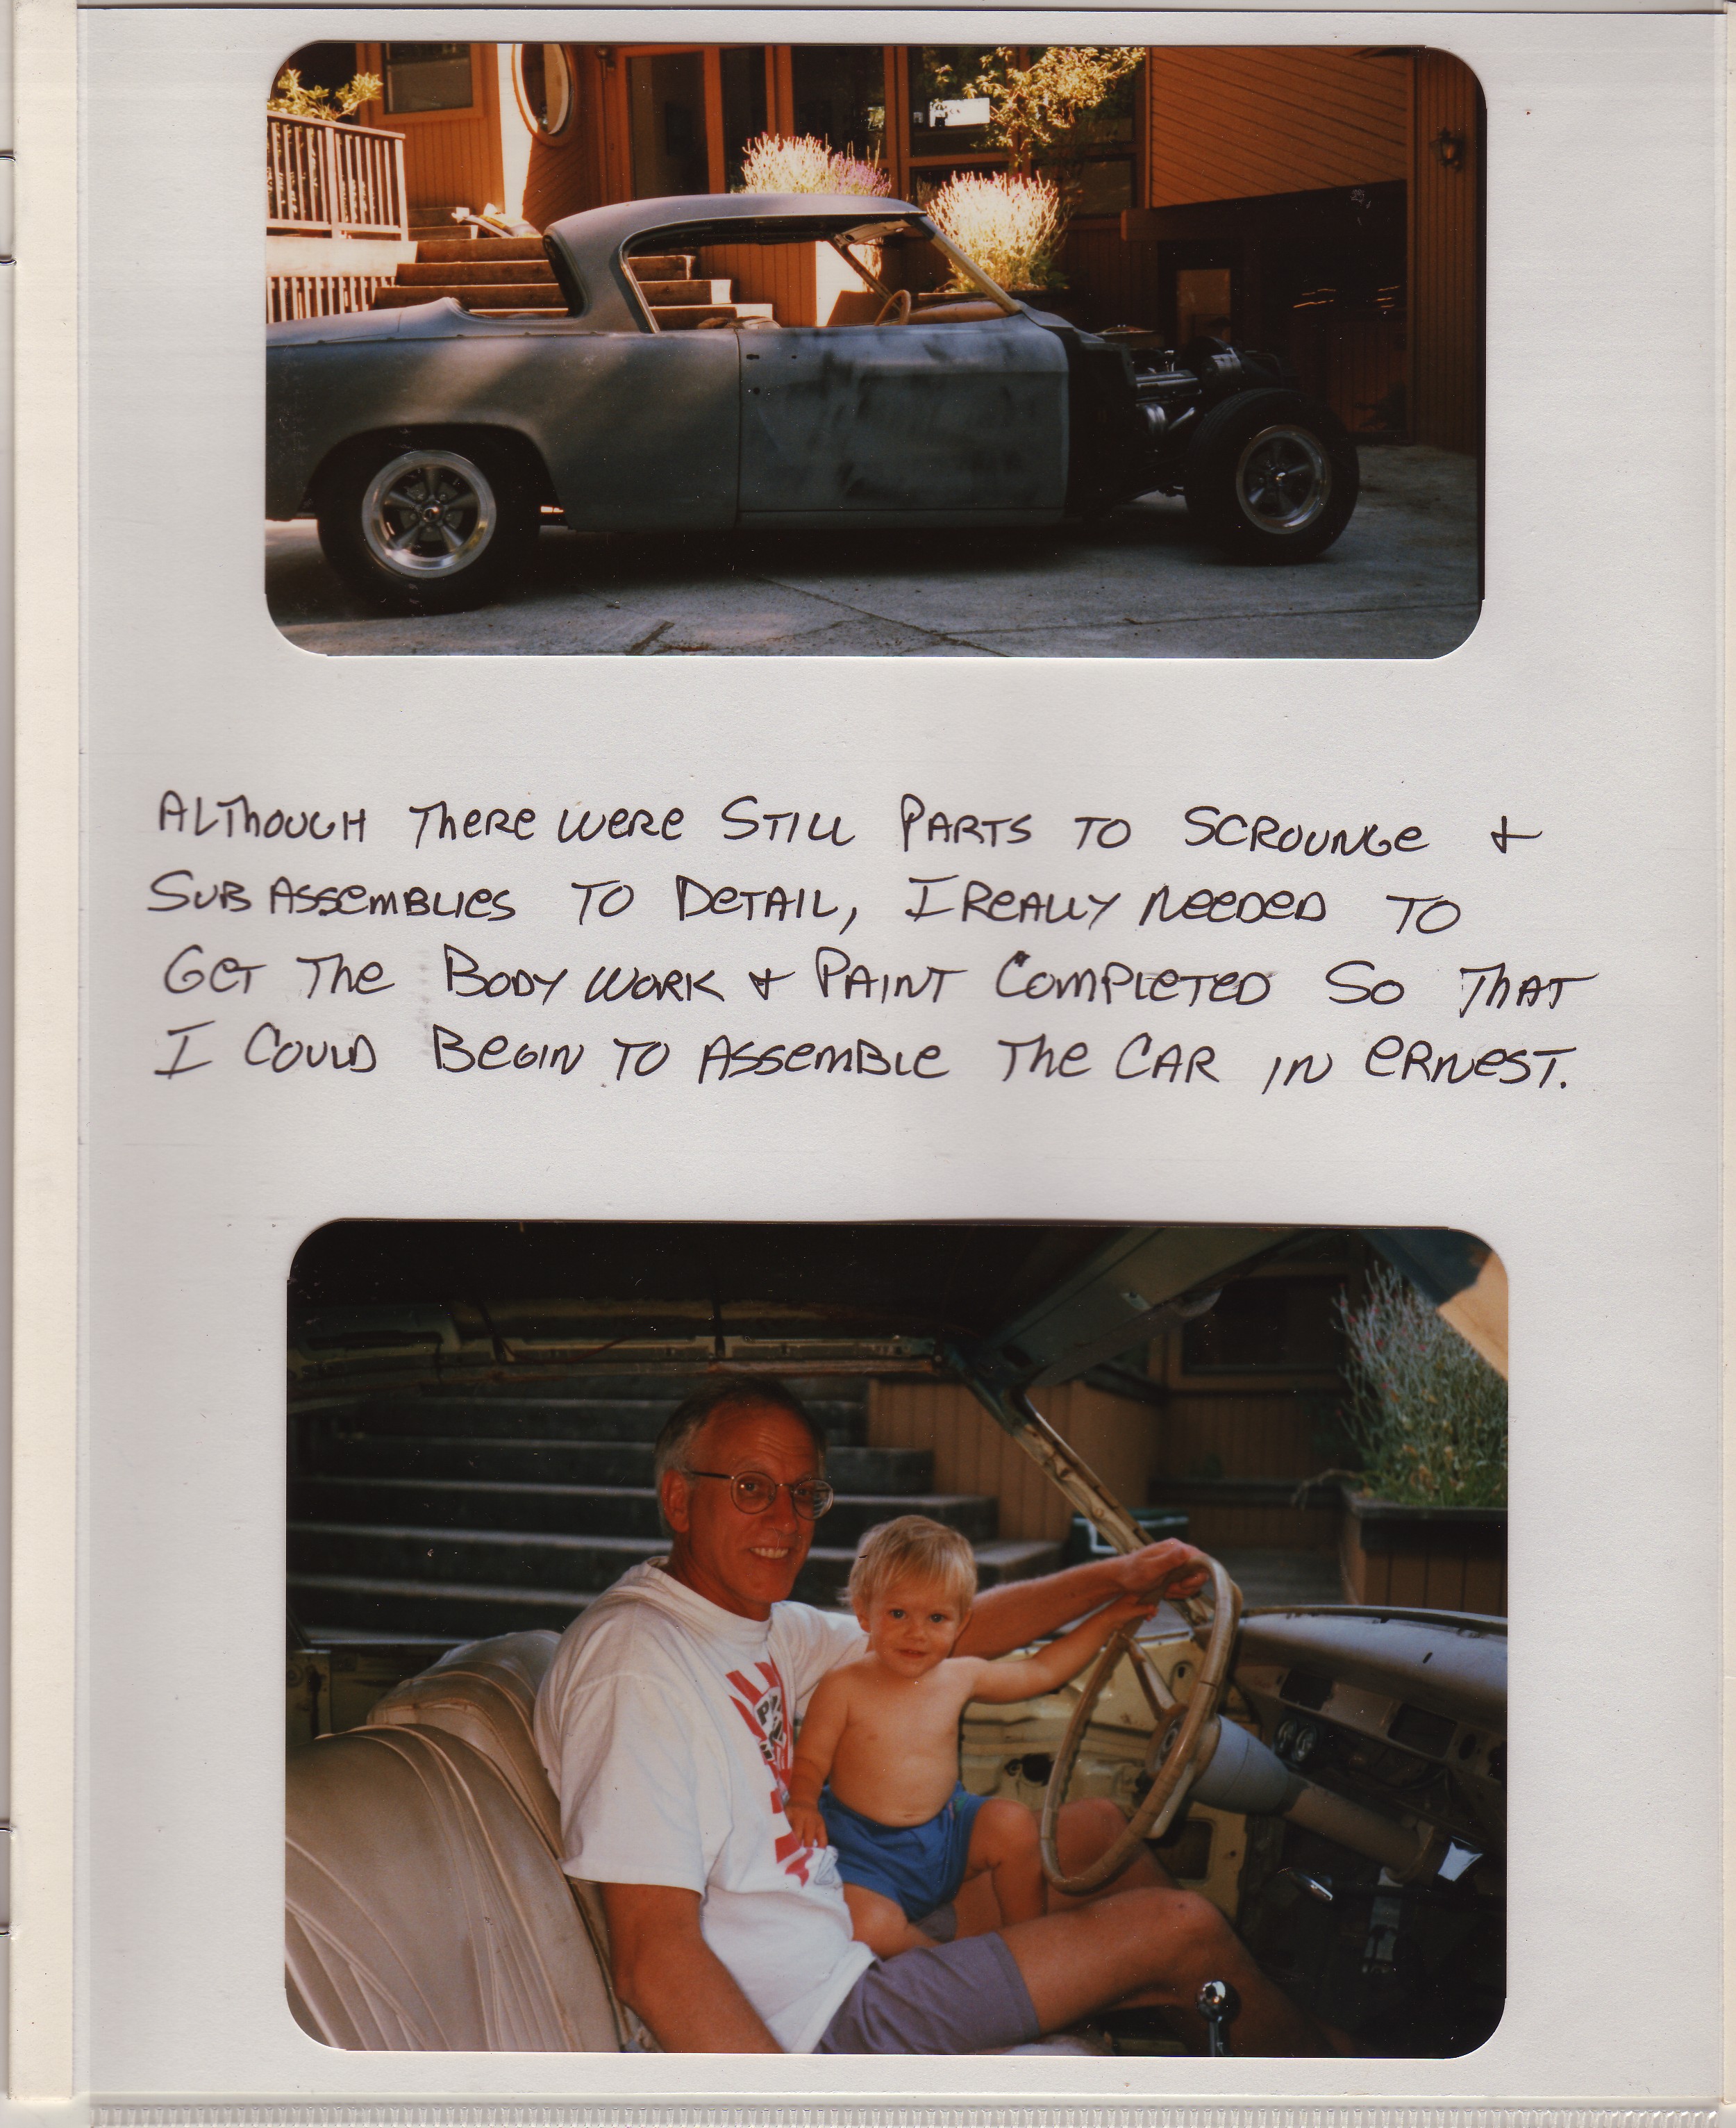 ALTHOUGH THERE WERE STILL PARTS TO SCROUNGE &
SUB ASSEMBLIES TO DETAIL, I REALLY NEEDED TO
GET THE BODY WORK & PAINT COMPLETED SO THAT
I COULD BEGIN TO ASSEMBLE THE CAR IN ERNEST.